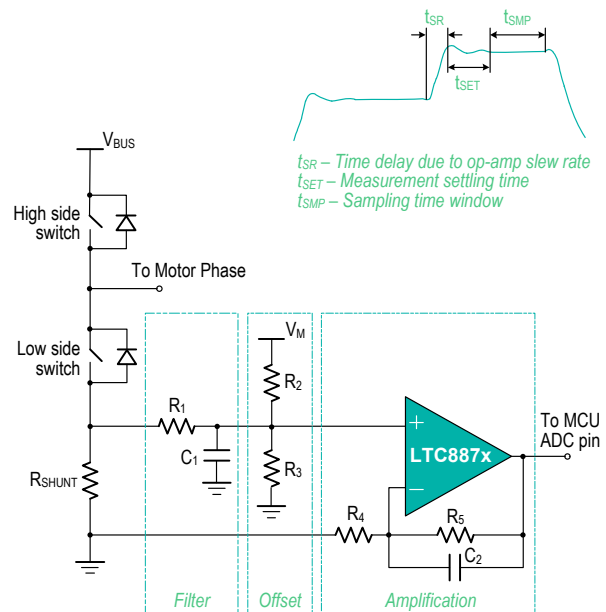 tSR
tSMP
tSET
tSR – Time delay due to op-amp slew rate
tSET – Measurement settling time
tSMP – Sampling time window
VBUS
High side
switch
To Motor Phase
Low side
switch
VM
R2
R1
C1
R3
+
LTC887x
−
To MCU
ADC pin
RSHUNT
R4
R5
C2
Filter
Offset
Amplification